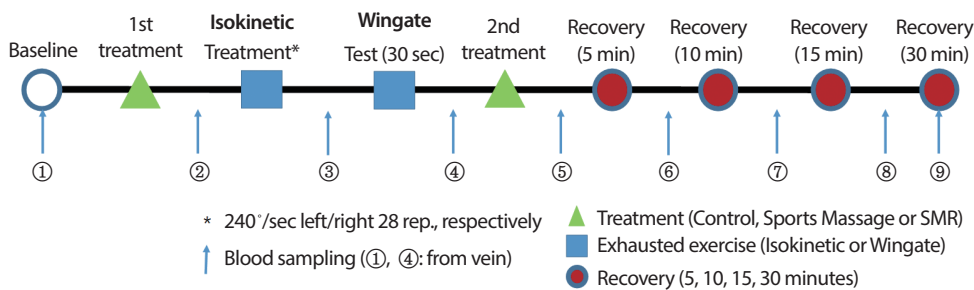 Baseline
1st
treatment
Isokinetic
Treatment*
Wingate
Test (30 sec)
2nd
treatment
Recovery
(5 min)
Recovery
(10 min)
Recovery
(15 min)
Recovery
(30 min)
① ② ③ ④ ⑤ ⑥ ⑦ ⑧ ⑨
* 240˚/sec left/right 28 rep., respectively
Blood sampling (①, ④: from vein)
Treatment (Control, Sports Massage or SMR)
Exhausted exercise (Isokinetic or Wingate)
Recovery (5, 10, 15, 30 minutes)